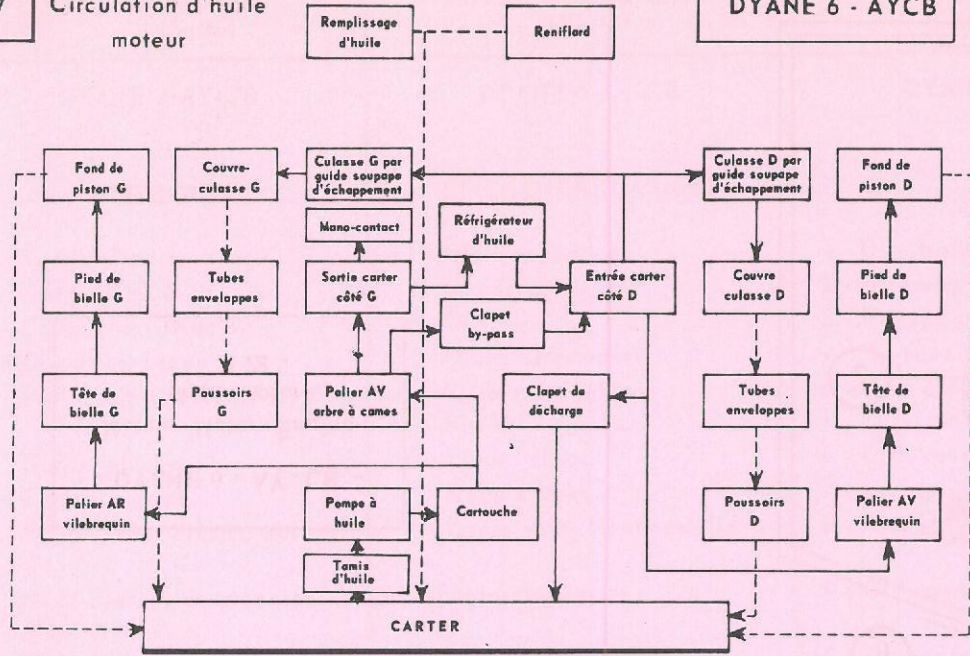 Circulation d'huile
moteur
DYANE 6 - AYCB
Remplissage
d'huile
Reniflard
Fond de
piston G
Couvre-
culasse G
Culasse G par
guide soupape
d'échappement
Culasse D par
guide soupape
d'échappement
Fond de
piston D
Mano-contact
Réfrigérateur
d'huile
Pied de
bielle G
Tubes
enveloppes
Sortie carter
côté G
Entrée carter
côté D
Couvre
culasse D
Pied de
bielle D
Clapet
by-pass
Tête de
bielle G
Poussoirs
G
Palier AV
arbre à cames
Clapet de
décharge
Tubes
enveloppes
Tête de
bielle D
Palier AR
vilebrequin
Pompe à
huile
Cartouche
Poussoirs
D
Palier AV
vilebrequin
Tamis
d'huile
CARTER